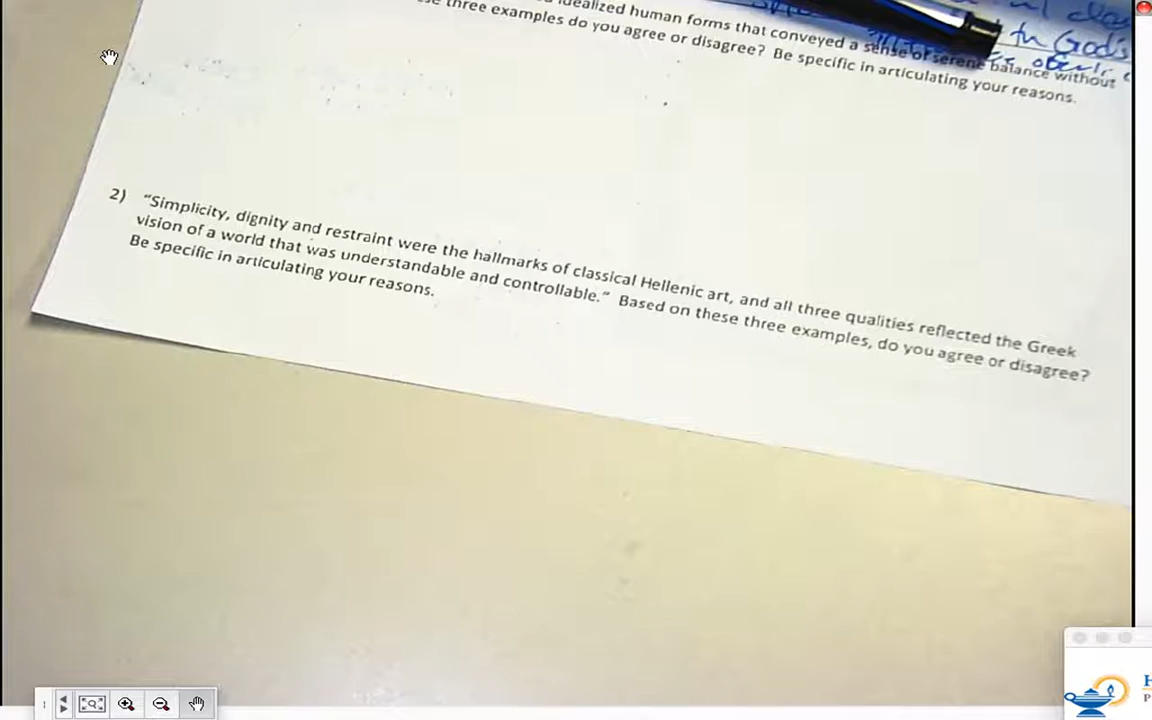 idealized human forms that conveyed a sense of serene balance without
three examples do you agree or disagree? Be specific in articulating your reasons.
in God's
2) "Simplicity, dignity and restraint were the hallmarks of classical Hellenic art, and all three qualities reflected the Greek
vision of a world that was understandable and controllable." Based on these three examples, do you agree or disagree?
Be specific in articulating your reasons.